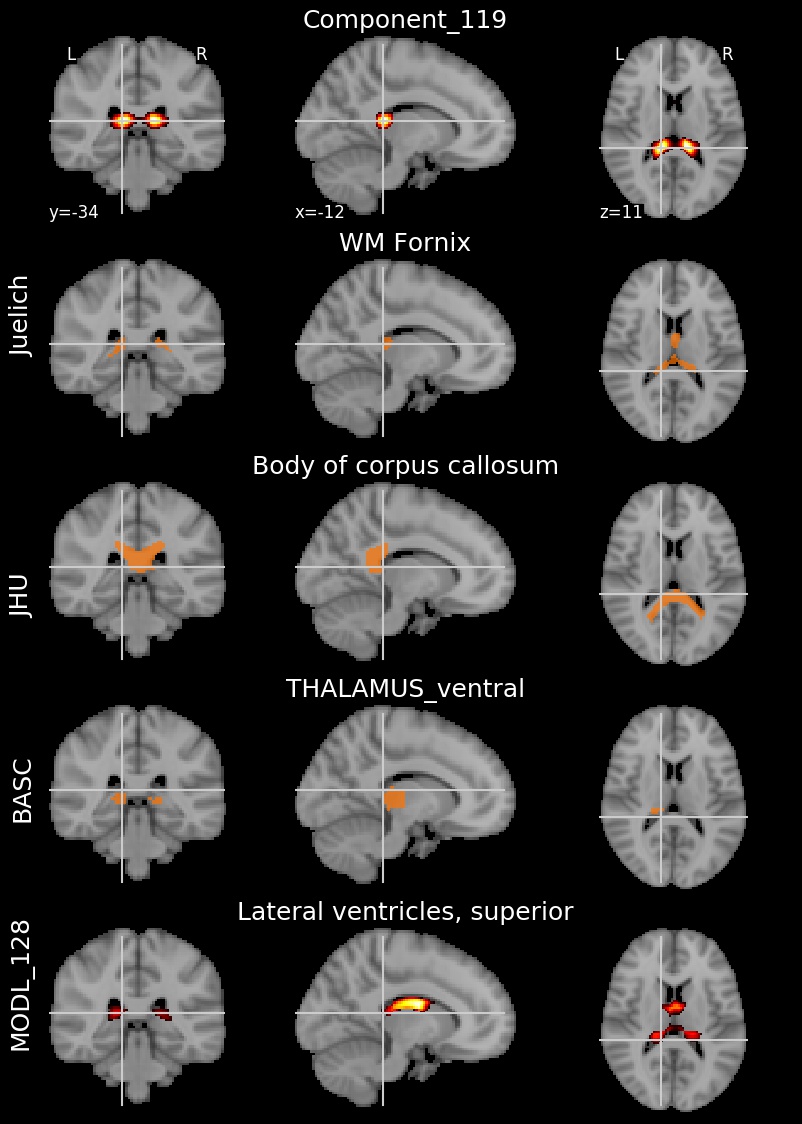 Component_119
L R L R
y=-34 x=-12 z=11
WM Fornix
Juelich
Body of corpus callosum
JHU
THALAMUS_ventral
BASC
Lateral ventricles, superior
MODL_128